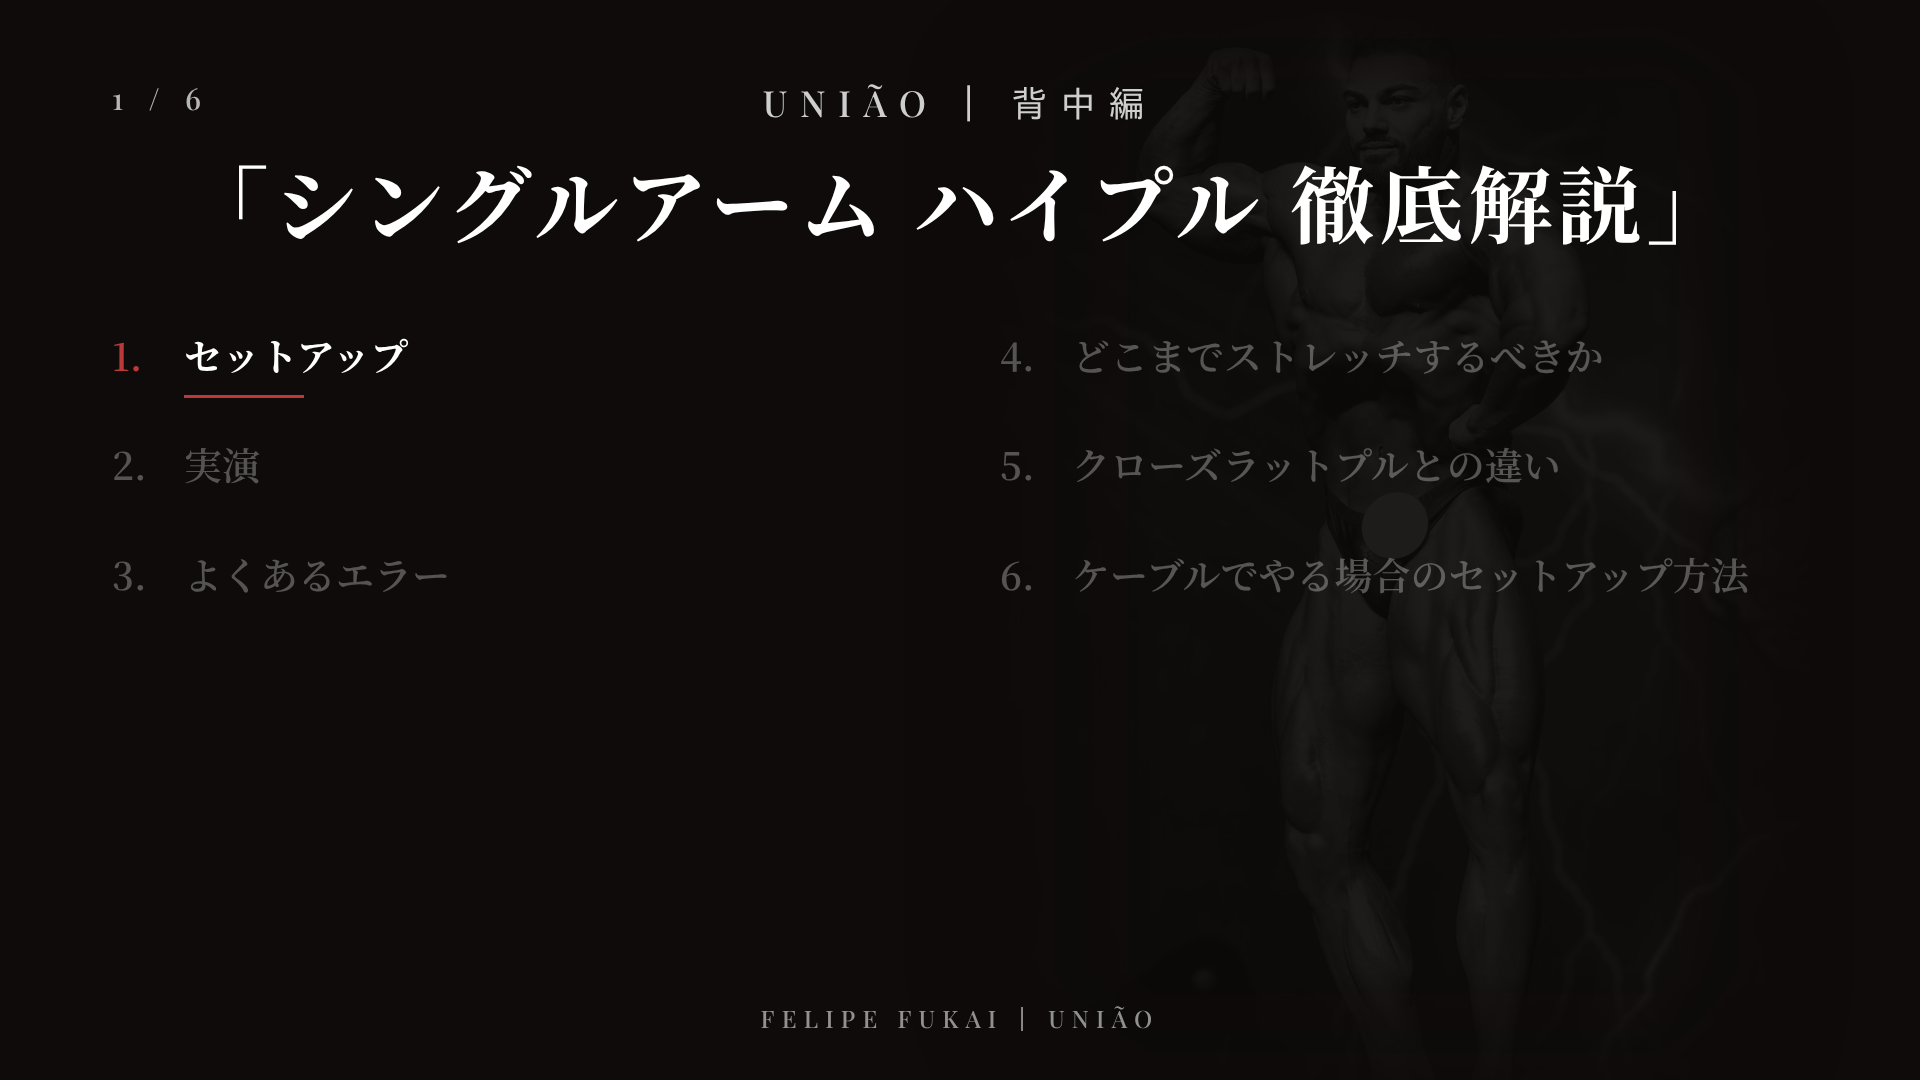 1 / 6
UNIÃO | 背中編
「シングルアーム ハイプル 徹底解説」
1. セットアップ
2. 実演
3. よくあるエラー
4. どこまでストレッチするべきか
5. クローズラットプルとの違い
6. ケーブルでやる場合のセットアップ方法
FELIPE FUKAI | UNIÃO